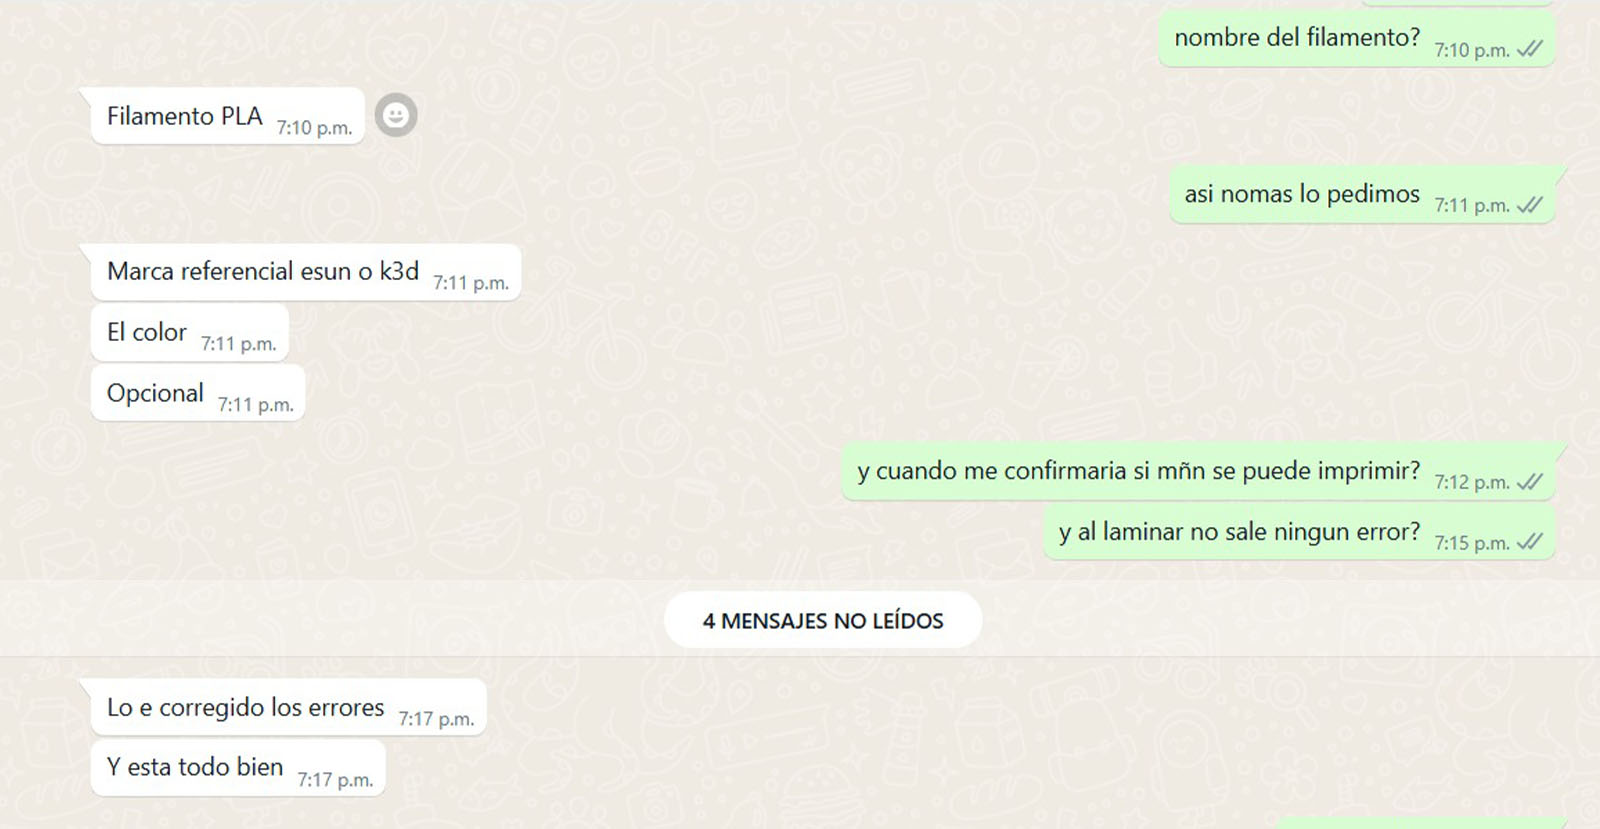 nombre del filamento? 7:10 p.m.
Filamento PLA 7:10 p.m.
asi nomas lo pedimos 7:11 p.m.
Marca referencial esun o k3d 7:11 p.m.
El color 7:11 p.m.
Opcional 7:11 p.m.
y cuando me confirmaria si mñn se puede imprimir? 7:12 p.m.
y al laminar no sale ningun error? 7:15 p.m.
4 MENSAJES NO LEÍDOS
Lo e corregido los errores 7:17 p.m.
Y esta todo bien 7:17 p.m.